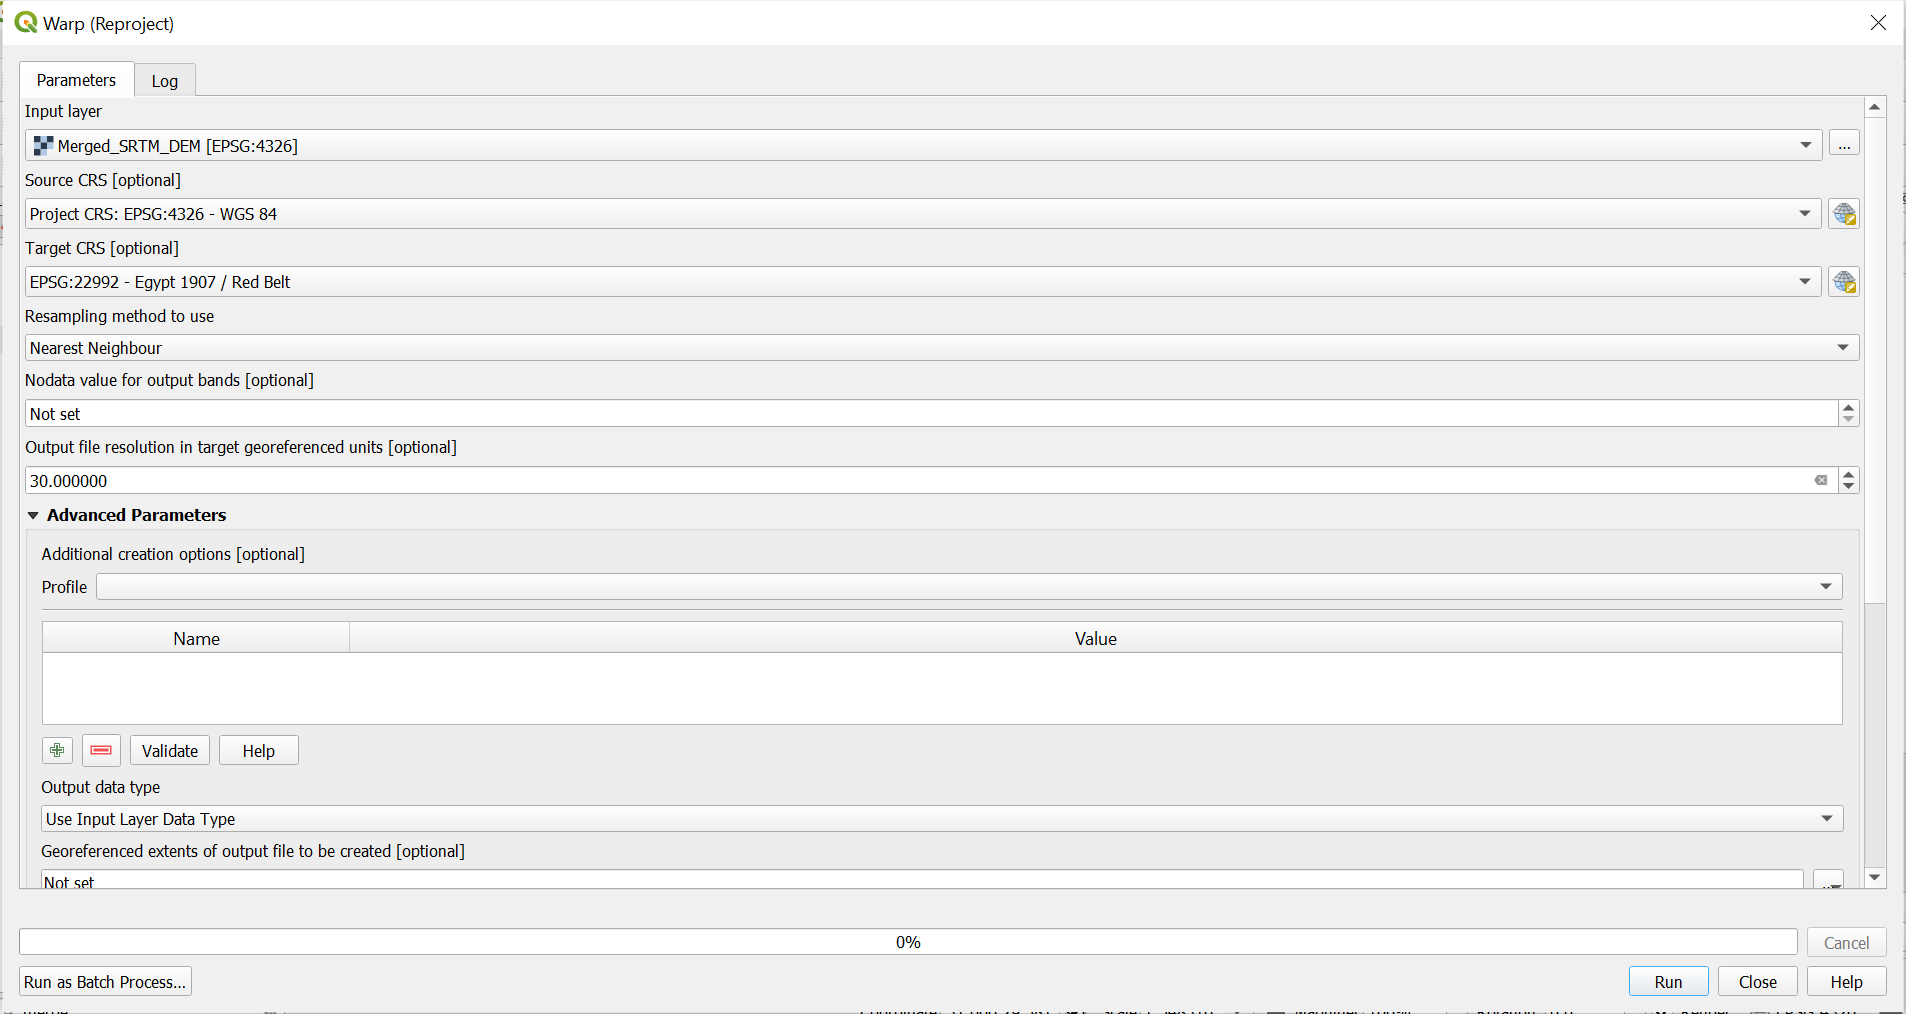 Warp (Reproject)
Parameters
Log
Input layer
Merged_SRTM_DEM [EPSG:4326]
...
Source CRS [optional]
Project CRS: EPSG:4326 - WGS 84
Target CRS [optional]
EPSG:22992 - Egypt 1907 / Red Belt
Resampling method to use
Nearest Neighbour
Nodata value for output bands [optional]
Not set
Output file resolution in target georeferenced units [optional]
30.000000
Advanced Parameters
Additional creation options [optional]
Profile
Name Value
Validate Help
Output data type
Use Input Layer Data Type
Georeferenced extents of output file to be created [optional]
Not set
0%
Cancel
Run as Batch Process...
Run Close Help